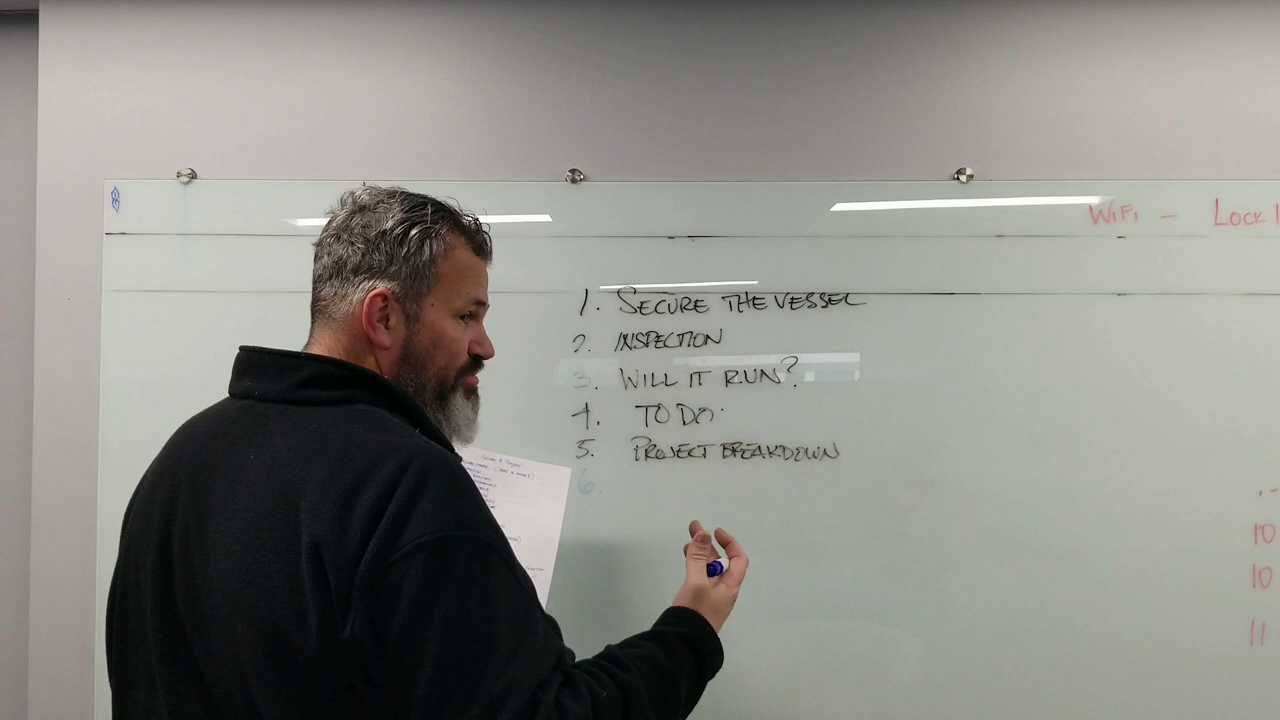 WiFi - Lock
1. SECURE THE VESSEL
2. INSPECTION
3. WILL IT RUN?
4. TO DO
5. PROJECT BREAKDOWN
6.
10
10
11